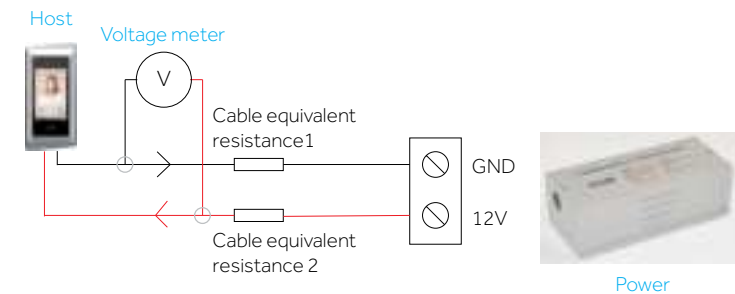 Host
Voltage meter
V
Cable equivalent
resistance1
GND
12V
Cable equivalent
resistance 2
Power